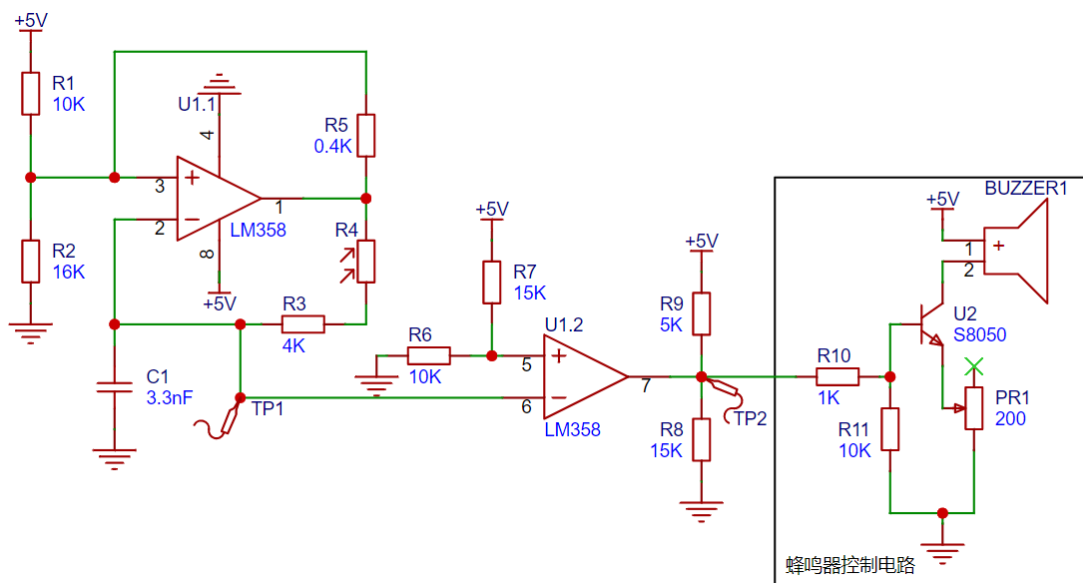 +5V
R1
10K
R2
16K
U1.1
4
3
+
2
−
1
8
LM358
+5V
R5
0.4K
R4
R3
4K
C1
3.3nF
TP1
+5V
R7
15K
R6
10K
U1.2
5
+
6
−
7
LM358
+5V
R9
5K
TP2
R8
15K
BUZZER1
+5V
1
+
2
U2
S8050
R10
1K
R11
10K
PR1
200
蜂鸣器控制电路